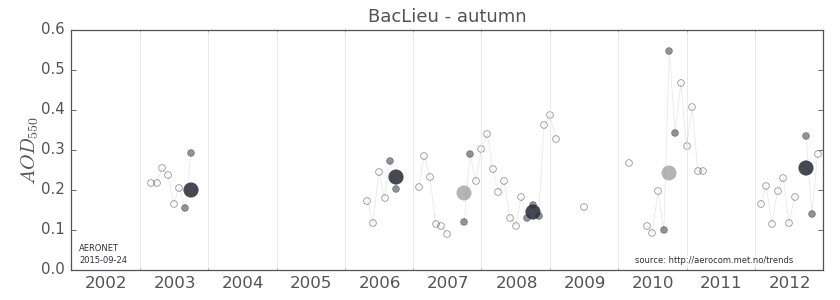 BacLieu - autumn
0.6
0.5
0.4
0.3
0.2
0.1
0.0
AOD550
AERONET
2015-09-24
source: http://aerocom.met.no/trends
2002 2003 2004 2005 2006 2007 2008 2009 2010 2011 2012